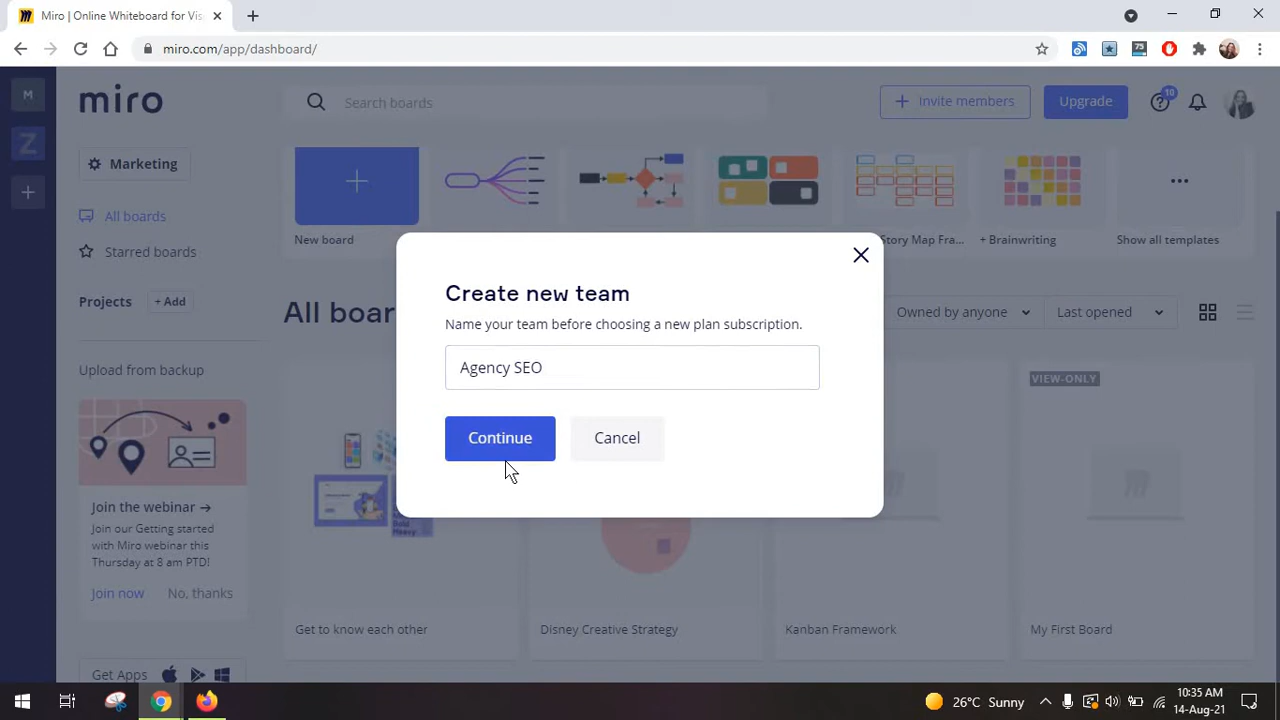 Miro | Online Whiteboard for Vis
miro.com/app/dashboard/
75
M
miro
Search boards
Invite members
Upgrade
10
Z
Marketing
All boards
New board
Story Map Fra...
+ Brainwriting
Show all templates
Starred boards
Create new team
Name your team before choosing a new plan subscription.
Projects
+ Add
All boar
Owned by anyone
Last opened
Agency SEO
Upload from backup
VIEW-ONLY
Continue
Cancel
Join the webinar →
Join our Getting started
with Miro webinar this
Thursday at 8 am PTD!
Join now
No, thanks
Get to know each other
Disney Creative Strategy
Kanban Framework
My First Board
Get Apps
26°C Sunny
10:35 AM
14-Aug-21